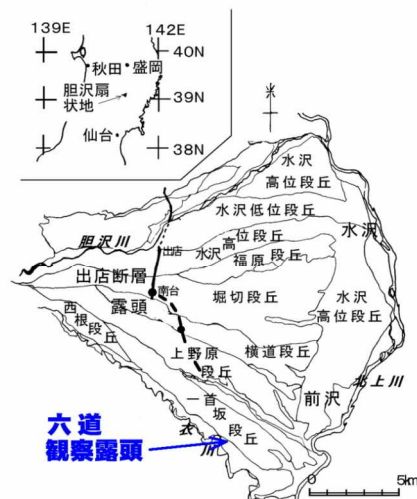 139E
142E
40N
秋田
盛岡
胆沢扇
状地
39N
仙台
38N
水沢
高位段丘
水沢低位段丘
水沢
胆沢川
出店
水沢
高位段丘
福原段丘
出店断層
南台
露頭
堀切段丘
水沢
高位段丘
西根段丘
上野原
段丘
横道段丘
北上川
前沢
一首坂段丘
衣川
六道
観察露頭
0
5km